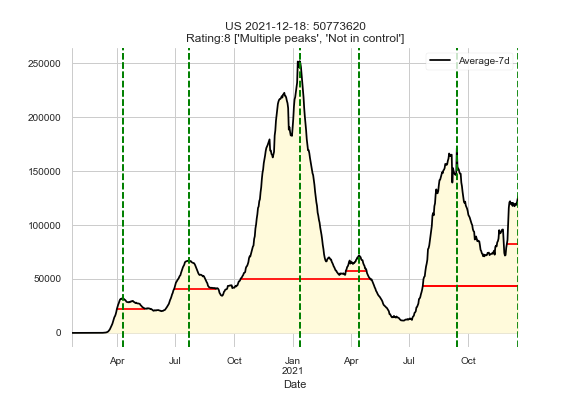 US 2021-12-18: 50773620
Rating:8 ['Multiple peaks', 'Not in control']
Average-7d
250000
200000
150000
100000
50000
0
Apr Jul Oct Jan Apr Jul Oct
2021
Date